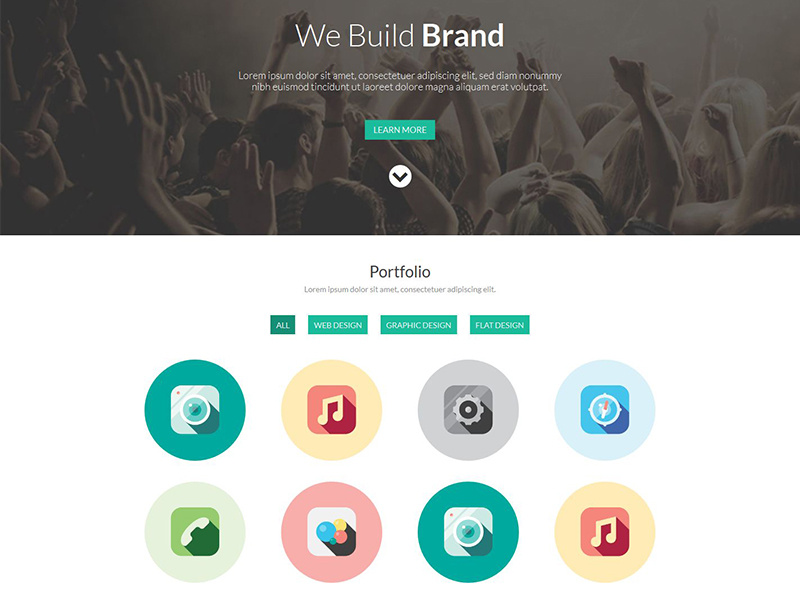 We Build Brand
Lorem ipsum dolor sit amet, consectetuer adipiscing elit, sed diam nonummy
nibh euismod tincidunt ut laoreet dolore magna aliquam erat volutpat.
LEARN MORE
Portfolio
Lorem ipsum dolor sit amet, consectetuer adipiscing elit.
ALL
WEB DESIGN
GRAPHIC DESIGN
FLAT DESIGN